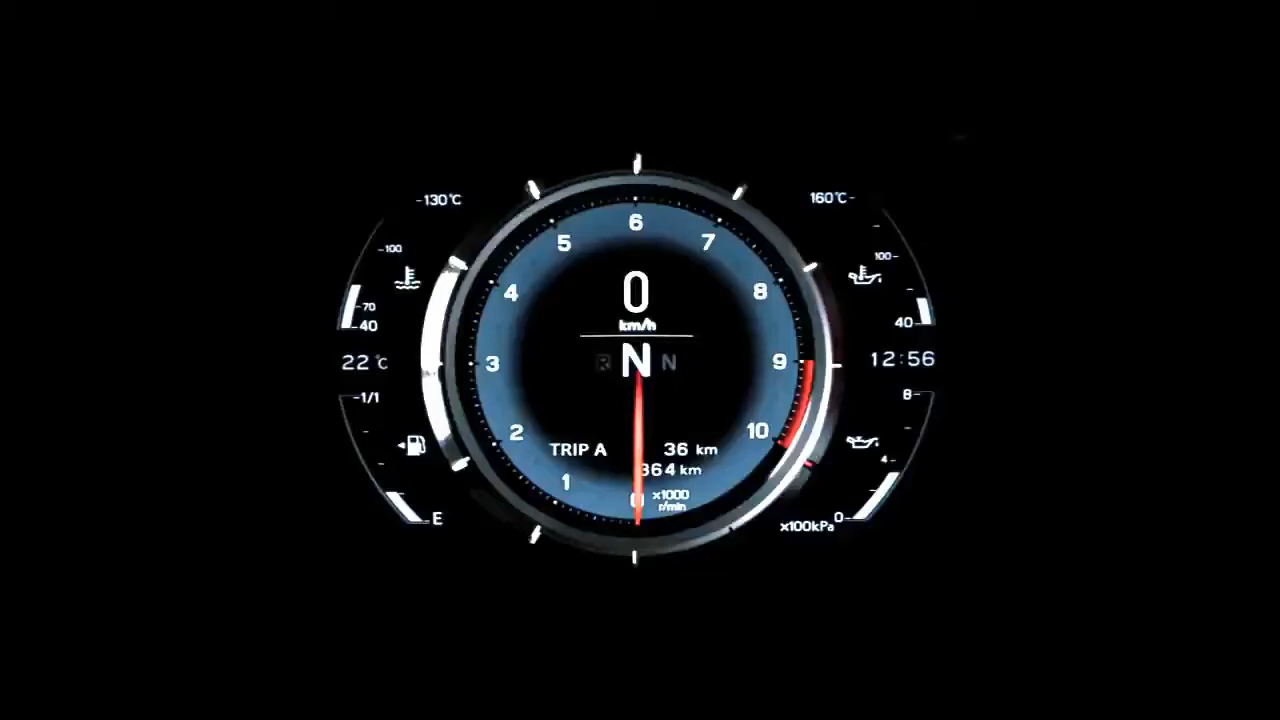 -130°C
160°C-
6
5
7
-100
100-
0
4
8
70
km/h
40
40
R N N
3
9
22°C
12:56
-1/1
8-
2
10
TRIP A
36 km
4-
364 km
1
0
x1000
r/min
E
0-
x100kPa